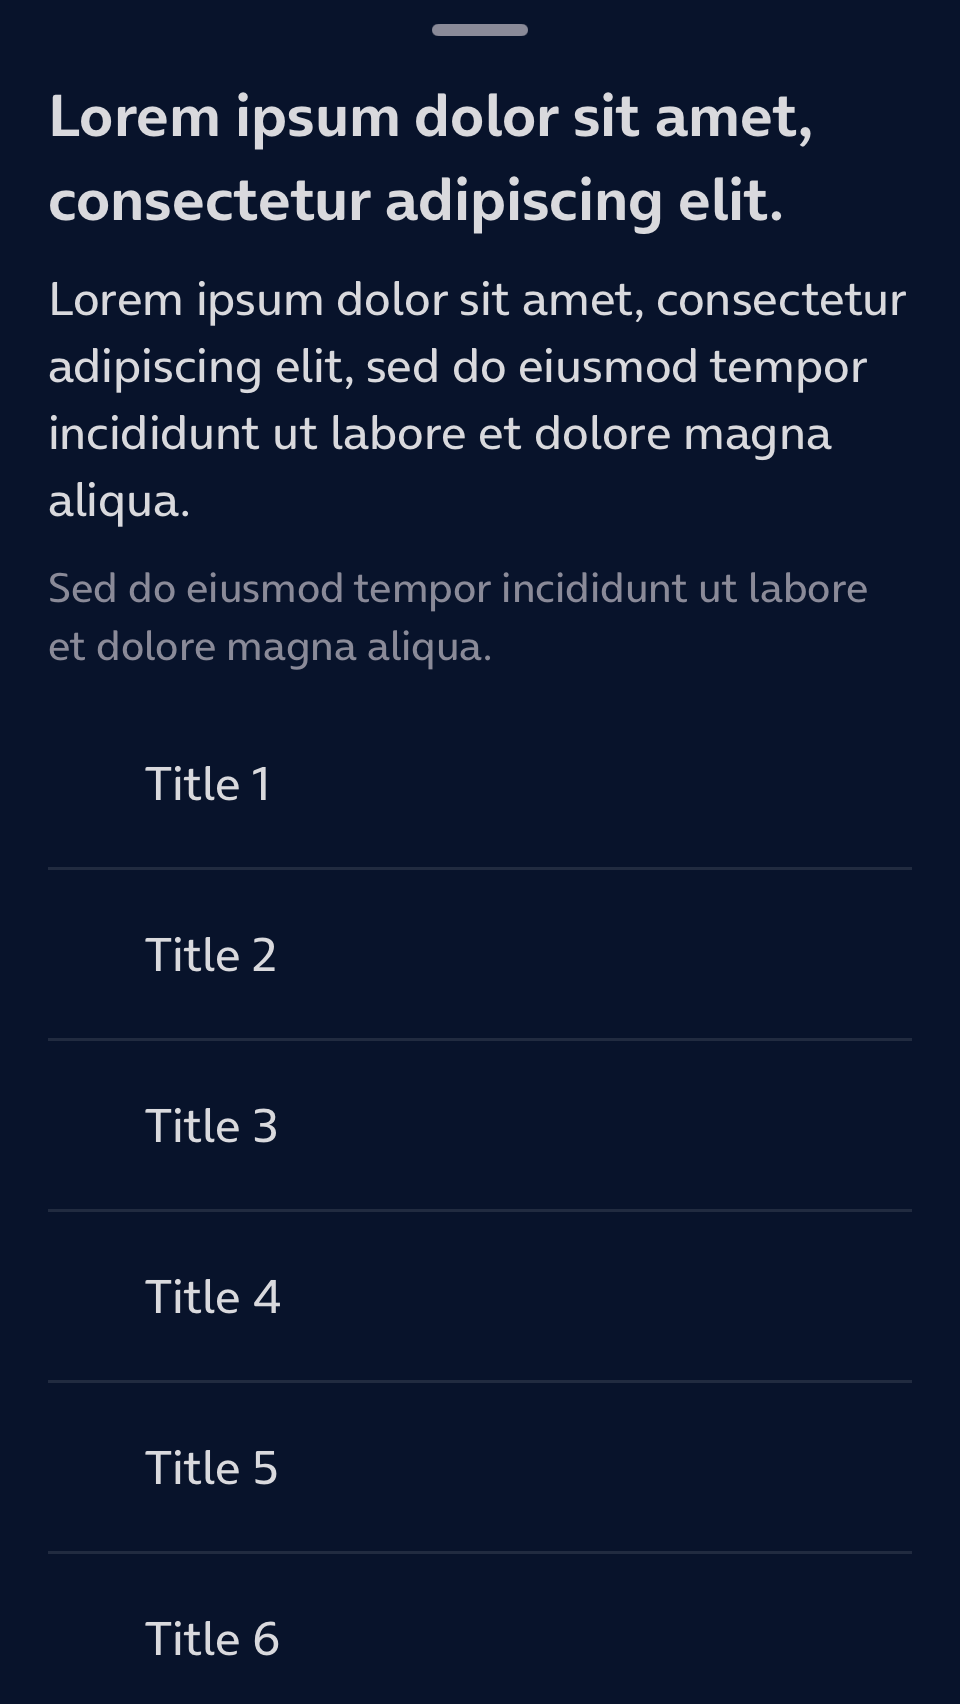 Lorem ipsum dolor sit amet,
consectetur adipiscing elit.
Lorem ipsum dolor sit amet, consectetur
adipiscing elit, sed do eiusmod tempor
incididunt ut labore et dolore magna
aliqua.
Sed do eiusmod tempor incididunt ut labore
et dolore magna aliqua.
Title 1
Title 2
Title 3
Title 4
Title 5
Title 6